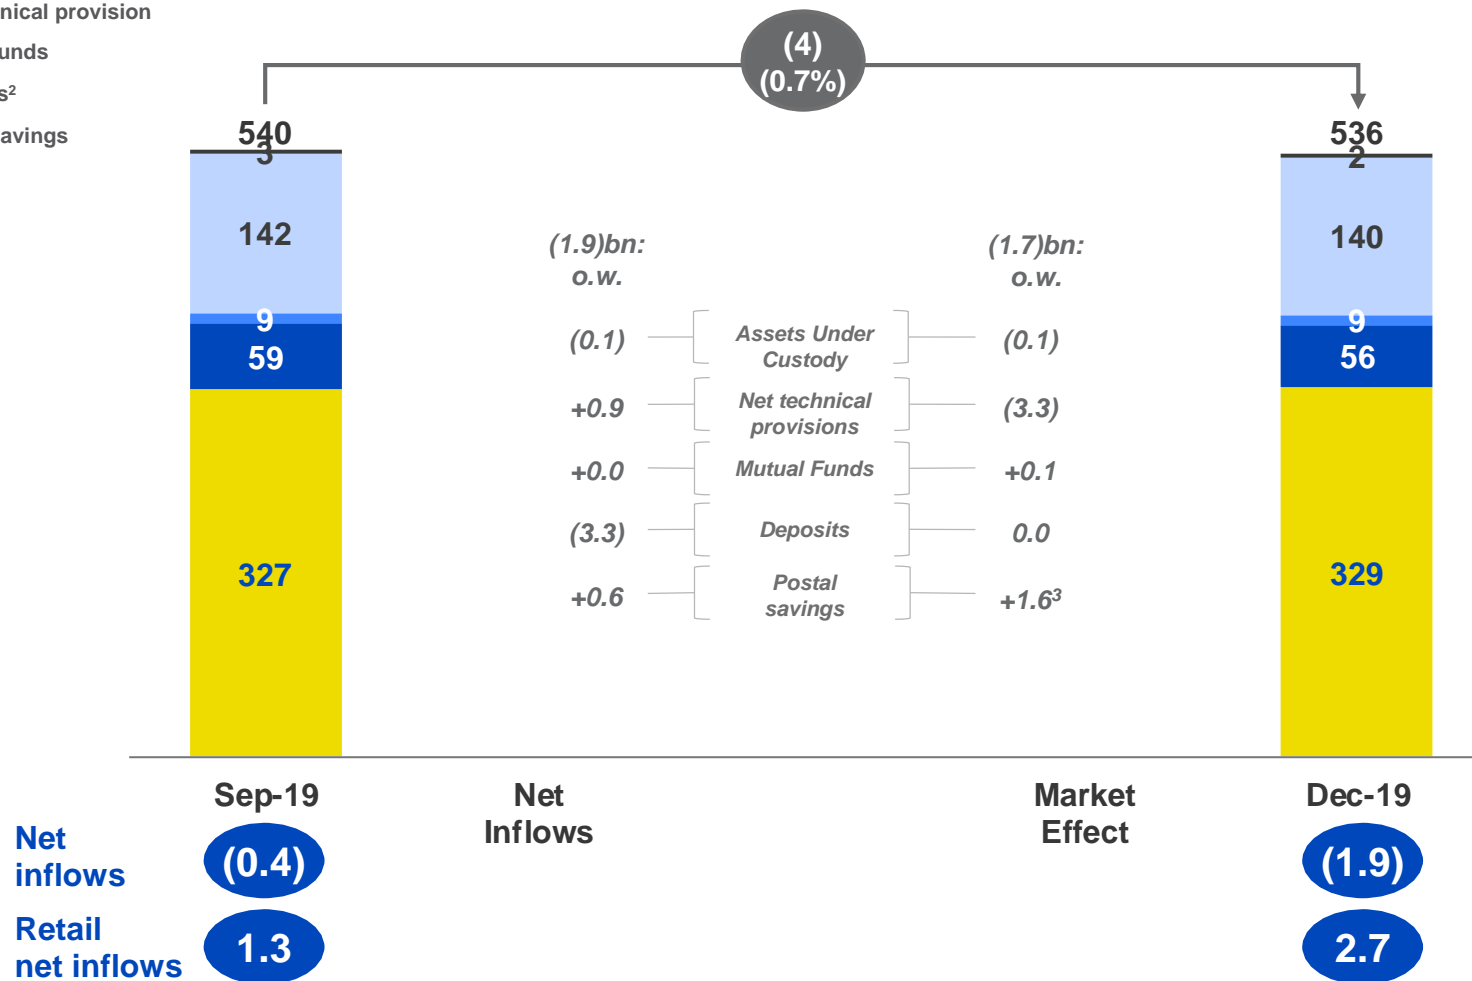 nical provision
unds
s²
avings
(4)
(0.7%)
540
3
142
9
59
327
536
2
140
9
56
329
(1.9)bn:
o.w.
(1.7)bn:
o.w.
(0.1)
Assets Under
Custody
(0.1)
+0.9
Net technical
provisions
(3.3)
+0.0
Mutual Funds
+0.1
(3.3)
Deposits
0.0
+0.6
Postal
savings
+1.6³
Sep-19
Net
Inflows
Market
Effect
Dec-19
Net
inflows
(0.4)
(1.9)
Retail
net inflows
1.3
2.7